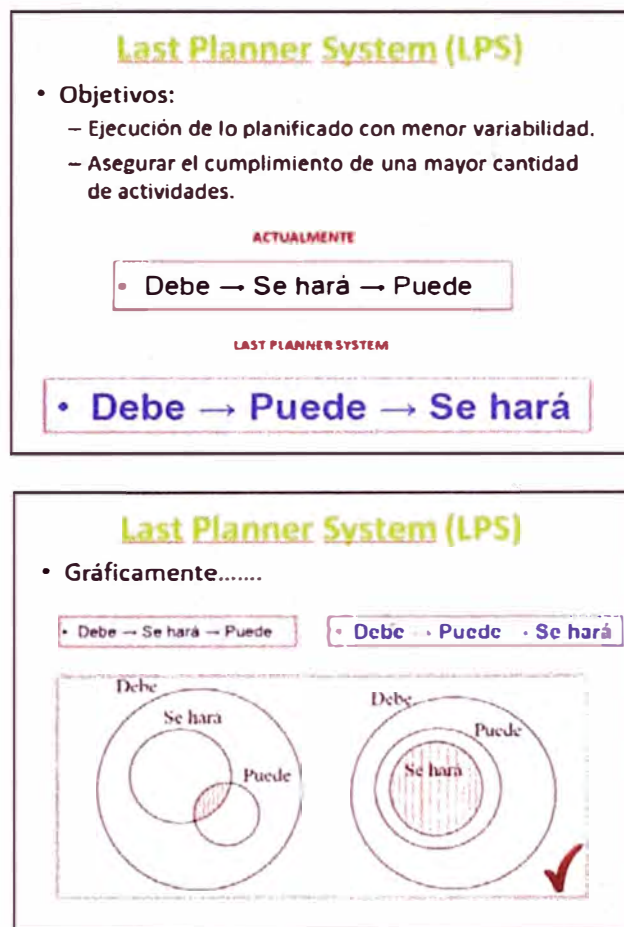 Last Planner System (LPS)
• Objetivos:
– Ejecución de lo planificado con menor variabilidad.
– Asegurar el cumplimiento de una mayor cantidad
de actividades.
ACTUALMENTE
• Debe → Se hará → Puede
LAST PLANNER SYSTEM
• Debe → Puede → Se hará
Last Planner System (LPS)
• Gráficamente.......
• Debe → Se hará → Puede
• Debe → Puede → Se hará
Debe
Se hará
Puede
Debe
Puede
Se hará